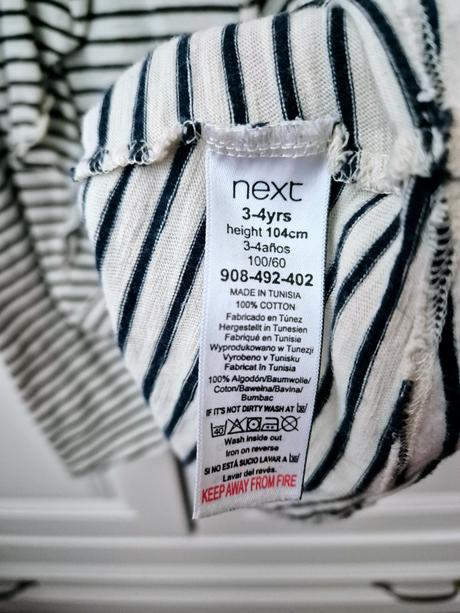 next
3-4yrs
height 104cm
3-4años
100/60
908-492-402
MADE IN TUNISIA
100% COTTON
Fabricado en Túnez
Hergestellt in Tunesien
Fabriqué en Tunisie
Wyprodukowano w Tunezji
Vyrobeno v Tunisku
Fabricat În Tunisia
100% Algodón/Baumwolle/
Coton/Bawełna/Bavlna/
Bumbac
IF IT'S NOT DIRTY WASH AT 30
40
Wash inside out
Iron on reverse
SI NO ESTÁ SUCIO LAVAR A 30
Lavar del revés.
KEEP AWAY FROM FIRE